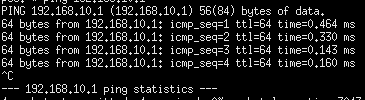 PING 192.168.10.1 (192.168.10.1) 56(84) bytes of data.
64 bytes from 192.168.10.1: icmp_seq=1 ttl=64 time=0.464 ms
64 bytes from 192.168.10.1: icmp_seq=2 ttl=64 time=0.330 ms
64 bytes from 192.168.10.1: icmp_seq=3 ttl=64 time=0.143 ms
64 bytes from 192.168.10.1: icmp_seq=4 ttl=64 time=0.160 ms
^C
--- 192.168.10.1 ping statistics ---